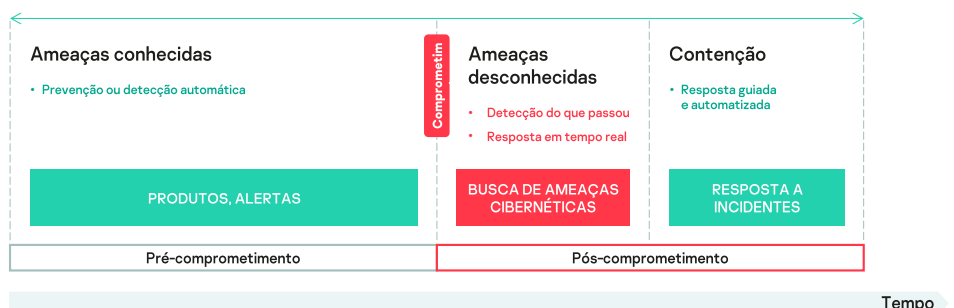 Ameaças conhecidas
• Prevenção ou detecção automática
Comprometim
Ameaças
desconhecidas
• Detecção do que passou
• Resposta em tempo real
Contenção
• Resposta guiada
e automatizada
PRODUTOS, ALERTAS
BUSCA DE AMEAÇAS
CIBERNÉTICAS
RESPOSTA A
INCIDENTES
Pré-comprometimento
Pós-comprometimento
Tempo